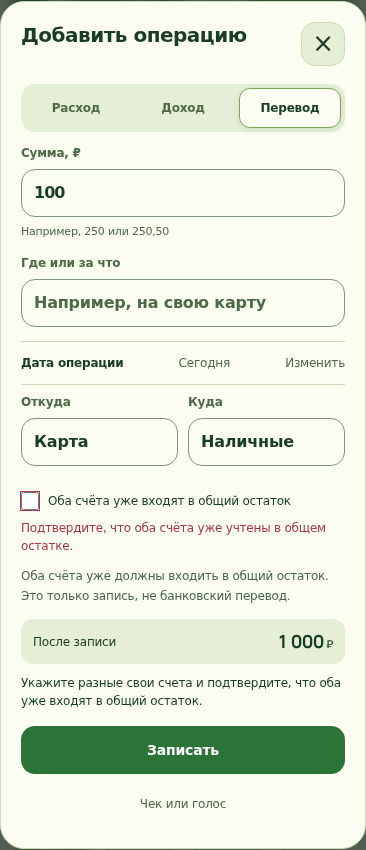 Добавить операцию
Расход
Доход
Перевод
Сумма, ₽
100
Например, 250 или 250,50
Где или за что
Например, на свою карту
Дата операции
Сегодня
Изменить
Откуда
Куда
Карта
Наличные
Оба счёта уже входят в общий остаток
Подтвердите, что оба счёта уже учтены в общем
остатке.
Оба счёта уже должны входить в общий остаток.
Это только запись, не банковский перевод.
После записи
1 000 ₽
Укажите разные свои счета и подтвердите, что оба
уже входят в общий остаток.
Записать
Чек или голос